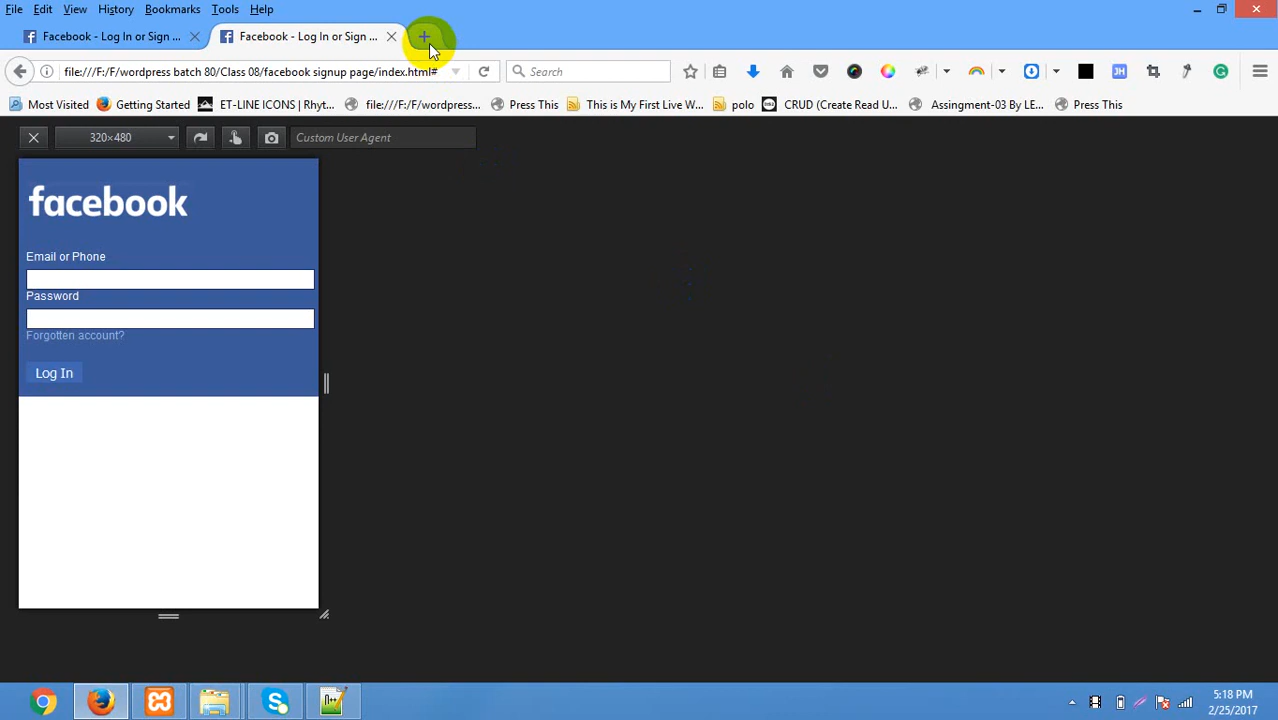 File Edit View History Bookmarks Tools Help
Facebook - Log In or Sign ... Facebook - Log In or Sign ...
file:///F:/F/wordpress batch 80/Class 08/facebook signup page/index.html# Search
Most Visited Getting Started ET-LINE ICONS | Rhyt... file:///F:/F/wordpress... Press This This is My First Live W... polo CRUD (Create Read U... Assingment-03 By LE... Press This
320×480 Custom User Agent
facebook
Email or Phone
Password
Forgotten account?
Log In
5:18 PM
2/25/2017